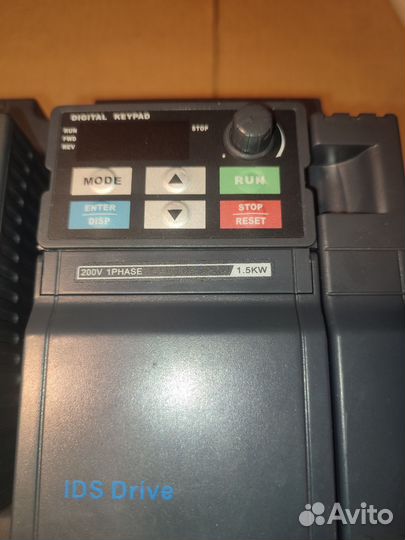 DIGITAL KEYPAD
RUN STOP
FWD
REV
MODE ▲ RUN
ENTER
DISP
▼
STOP
RESET
200V 1PHASE 1.5KW
IDS Drive
Avito